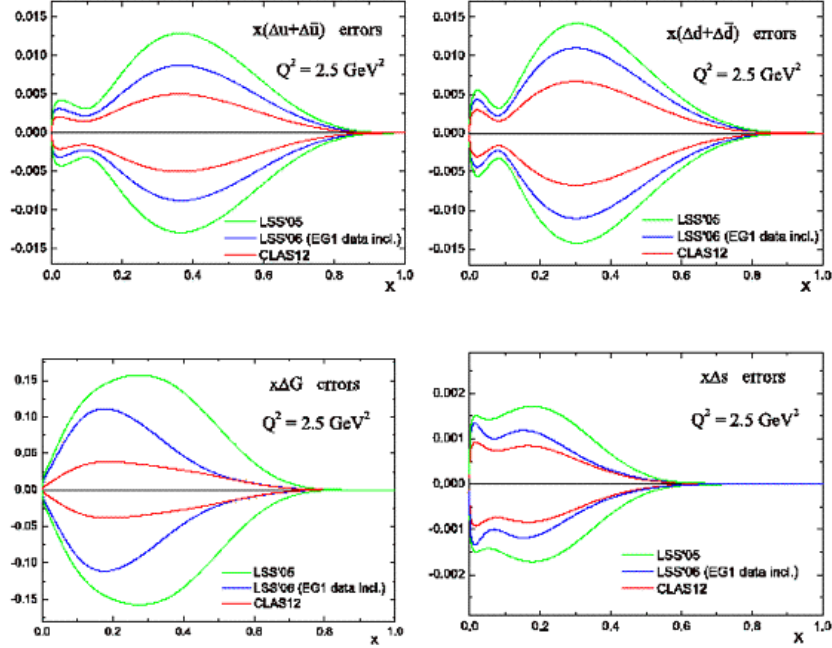 x(Δu+Δū) errors
Q² = 2.5 GeV²
0.015
0.010
0.005
0.000
-0.005
-0.010
-0.015
LSS'05
LSS'06 (EG1 data incl.)
CLAS12
0.0 0.2 0.4 0.6 0.8 1.0
X
x(Δd+Δd̄) errors
Q² = 2.5 GeV²
0.015
0.010
0.005
0.000
-0.005
-0.010
-0.015
LSS'05
LSS'06 (EG1 data incl.)
CLAS12
0.0 0.2 0.4 0.6 0.8 1.0
X
xΔG errors
Q² = 2.5 GeV²
0.15
0.10
0.05
0.00
-0.05
-0.10
-0.15
LSS'05
LSS'06 (EG1 data incl.)
CLAS12
0.0 0.2 0.4 0.6 0.8 1.0
X
xΔs errors
Q² = 2.5 GeV²
0.002
0.001
0.000
-0.001
-0.002
LSS'05
LSS'06 (EG1 data incl.)
CLAS12
0.0 0.2 0.4 0.6 0.8 1.0
X